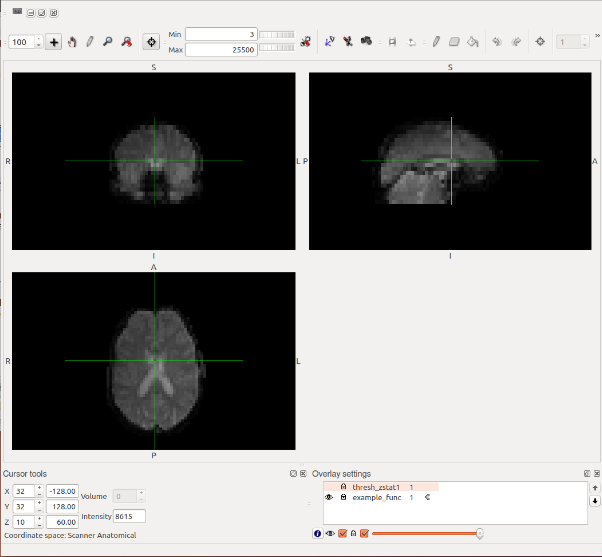 100 Min 3 1
Max 25500
S S
R L P A
I I
A
R L
P
Cursor tools Overlay settings
X 32 -128.00 Volume 0
Y 32 128.00
Z 10 60.00 Intensity 8615
Coordinate space: Scanner Anatomical
thresh_zstat1 1
example_func 1